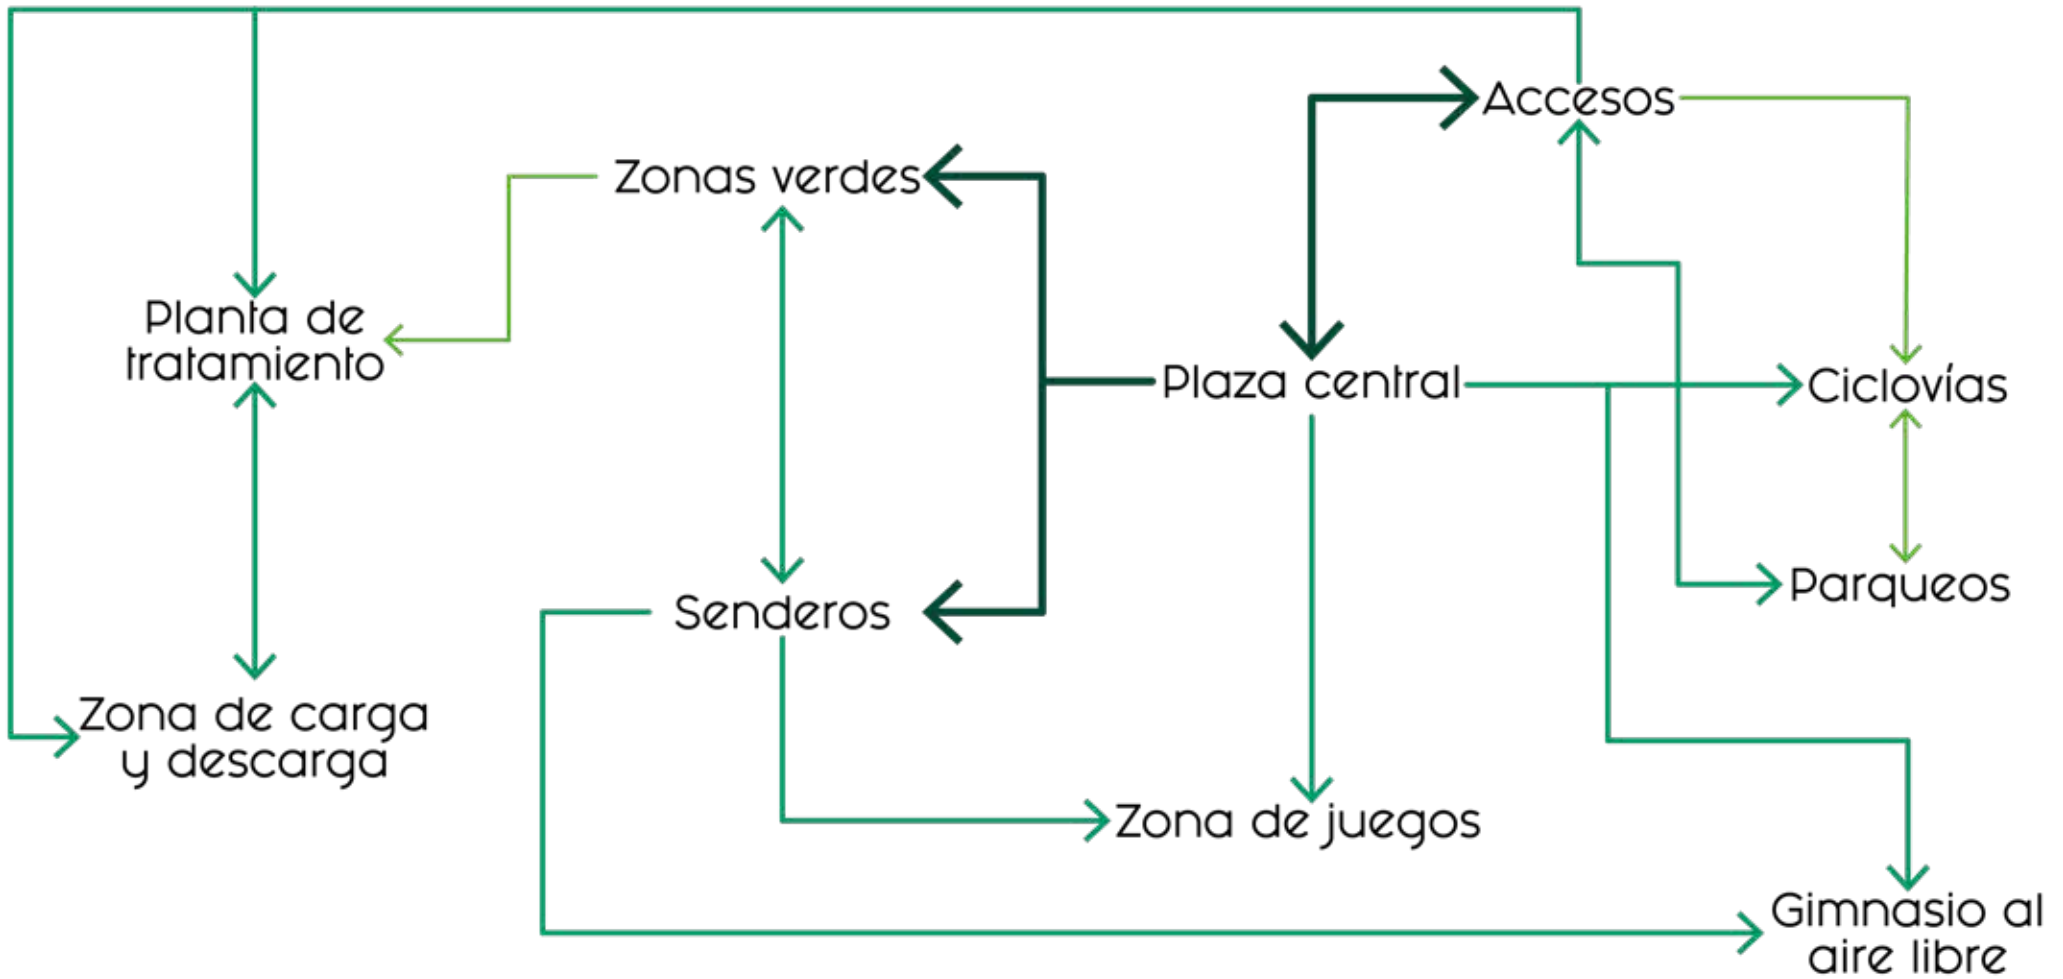 Accesos
Zonas verdes
Planta de
tratamiento
Plaza central
Ciclovías
Parqueos
Senderos
Zona de carga
y descarga
Zona de juegos
Gimnasio al
aire libre